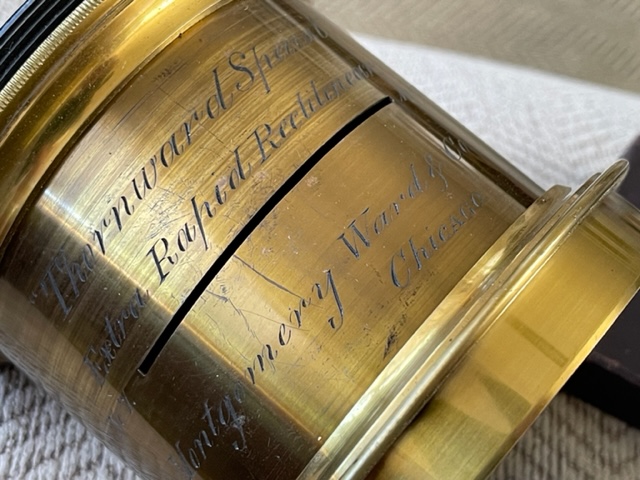 "Thornward Special
Extra Rapid Rectilinear
Montgomery Ward & Co
Chicago